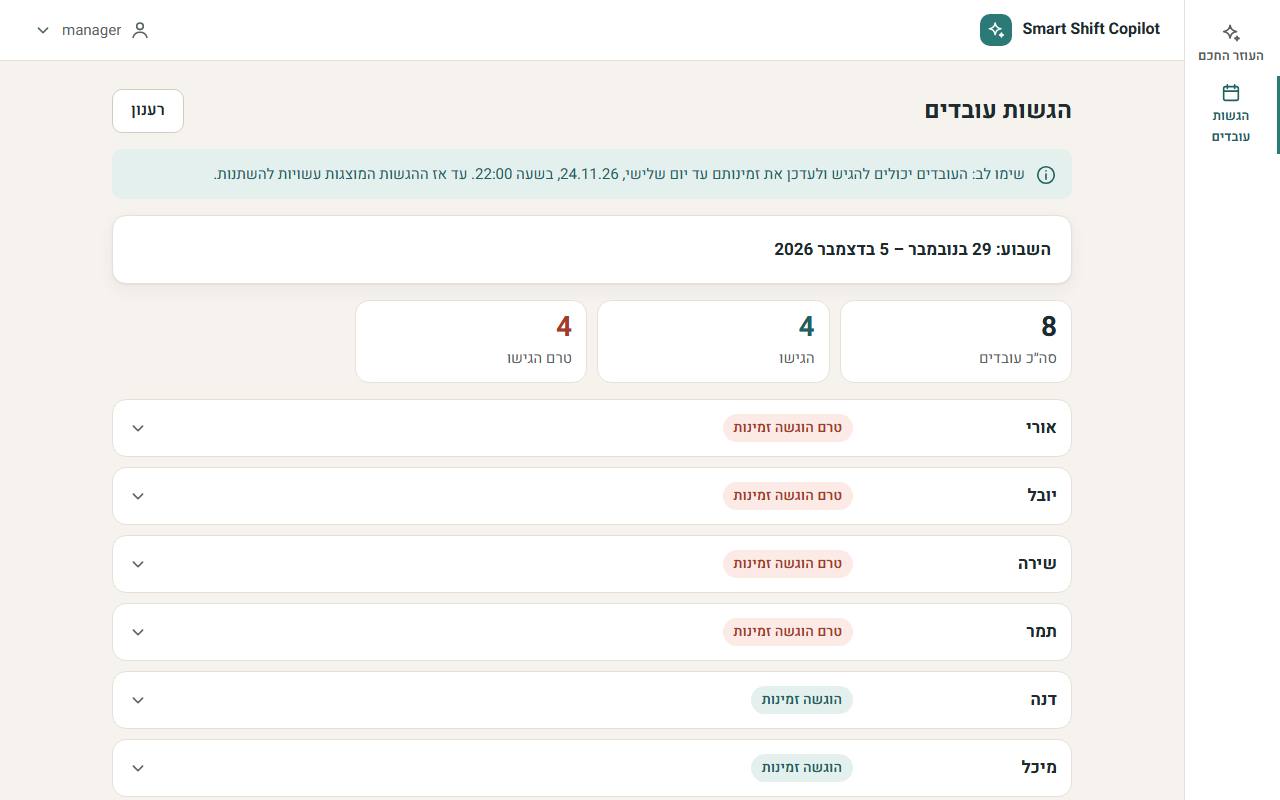 Smart Shift Copilot
manager
העוזר החכם
הגשות
עובדים
הגשות עובדים
רענון
שימו לב: העובדים יכולים להגיש ולעדכן את זמינותם עד יום שלישי, 24.11.26, בשעה 22:00. עד אז ההגשות המוצגות עשויות להשתנות.
השבוע: 29 בנובמבר – 5 בדצמבר 2026
8
סה"כ עובדים
4
הגישו
4
טרם הגישו
אורי
טרם הוגשה זמינות
יובל
טרם הוגשה זמינות
שירה
טרם הוגשה זמינות
תמר
טרם הוגשה זמינות
דנה
הוגשה זמינות
מיכל
הוגשה זמינות